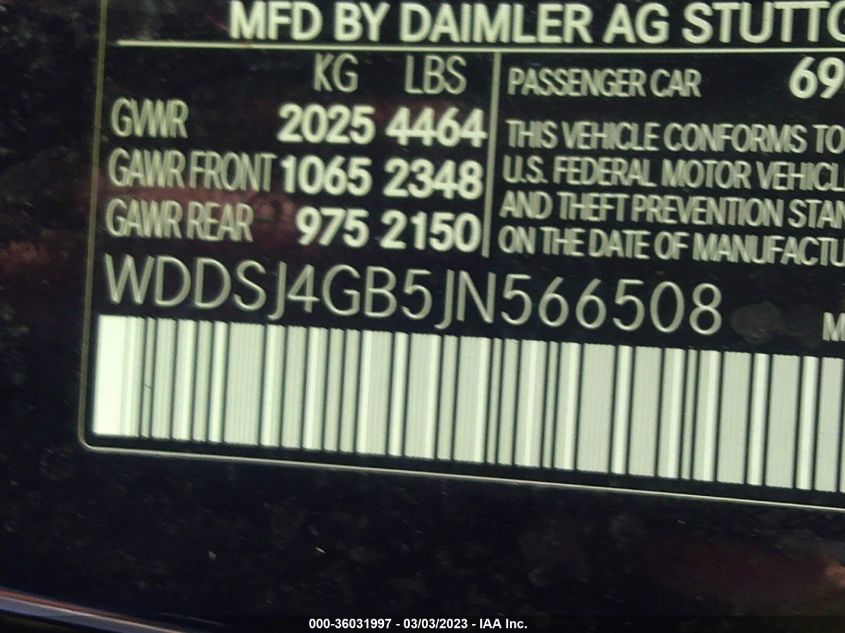 MFD BY DAIMLER AG STUTTG
KG LBS
GVWR 2025 4464
GAWR FRONT 1065 2348
GAWR REAR 975 2150
PASSENGER CAR 69
THIS VEHICLE CONFORMS TO
U.S. FEDERAL MOTOR VEHICL
AND THEFT PREVENTION STAN
ON THE DATE OF MANUFACTU
WDDSJ4GB5JN566508
M
000-36031997 - 03/03/2023 - IAA Inc.